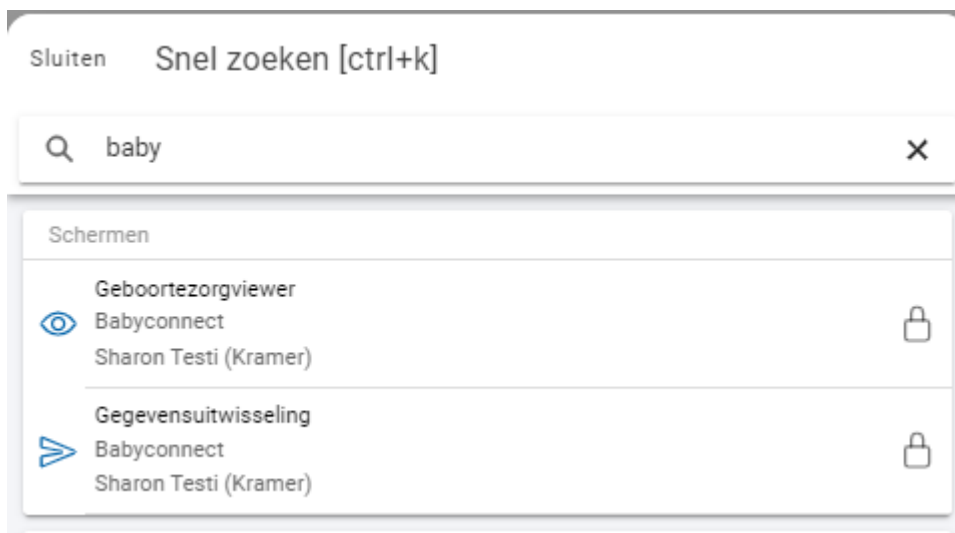 Sluiten Snel zoeken [ctrl+k]
baby
Schermen
Geboortezorgviewer
Babyconnect
Sharon Testi (Kramer)
Gegevensuitwisseling
Babyconnect
Sharon Testi (Kramer)